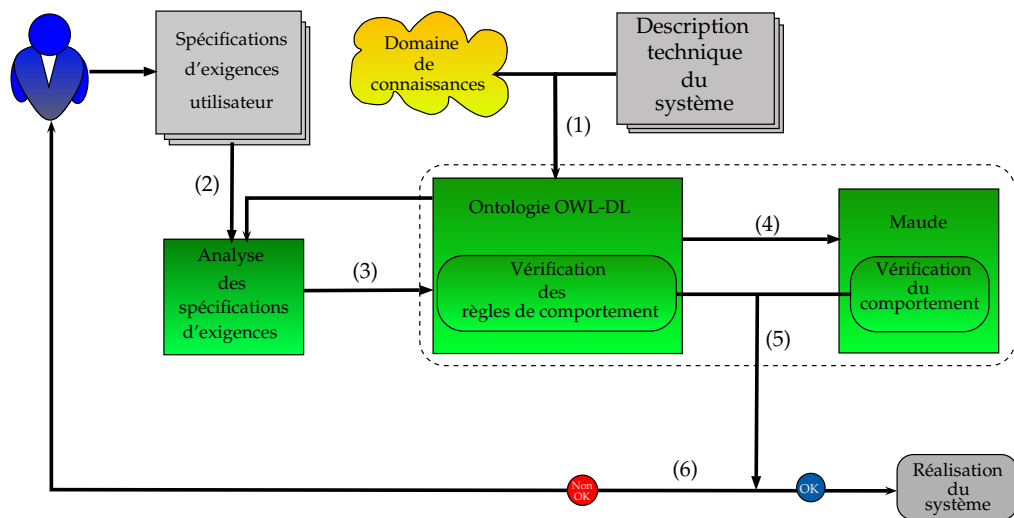 Spécifications
d'exigences
utilisateur
Domaine
de
connaissances
Description
technique
du
système
(1)
(2)
Ontologie OWL-DL
(4)
Maude
Analyse
des
spécifications
d'exigences
(3)
Vérification
des
règles de comportement
Vérification
du
comportement
(5)
(6)
Non
OK
OK
Réalisation
du
système